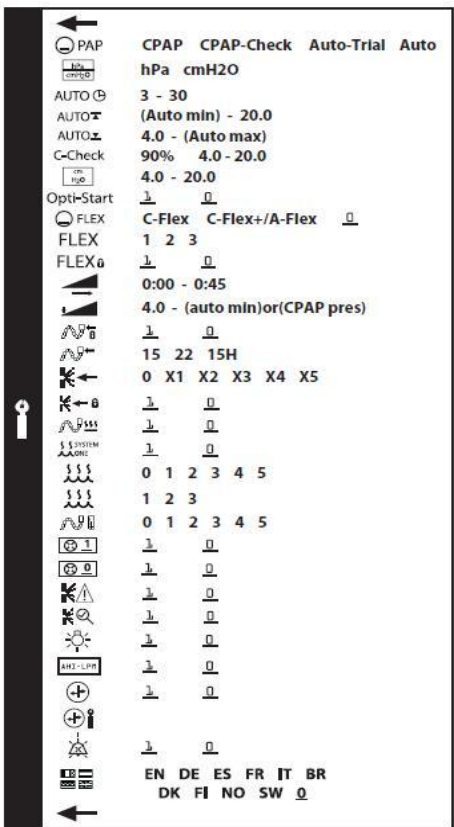 PAP CPAP CPAP-Check Auto-Trial Auto
hPa cmH2O hPa cmH2O
AUTO 3 - 30
AUTO (Auto min) - 20.0
AUTO 4.0 - (Auto max)
C-Check 90% 4.0 - 20.0
cm H2O 4.0 - 20.0
Opti-Start 1 0
FLEX C-Flex C-Flex+/A-Flex 0
FLEX 1 2 3
FLEX 1 0
0:00 - 0:45
4.0 - (auto min)or(CPAP pres)
1 0
15 22 15H
0 X1 X2 X3 X4 X5
1 0
1 0
SYSTEM ONE 1 0
0 1 2 3 4 5
1 2 3
0 1 2 3 4 5
1 1 0
0 1 0
1 0
1 0
1 0
AHI-LPM 1 0
1 0
1 0
EN DE ES FR IT BR
DK FI NO SW 0